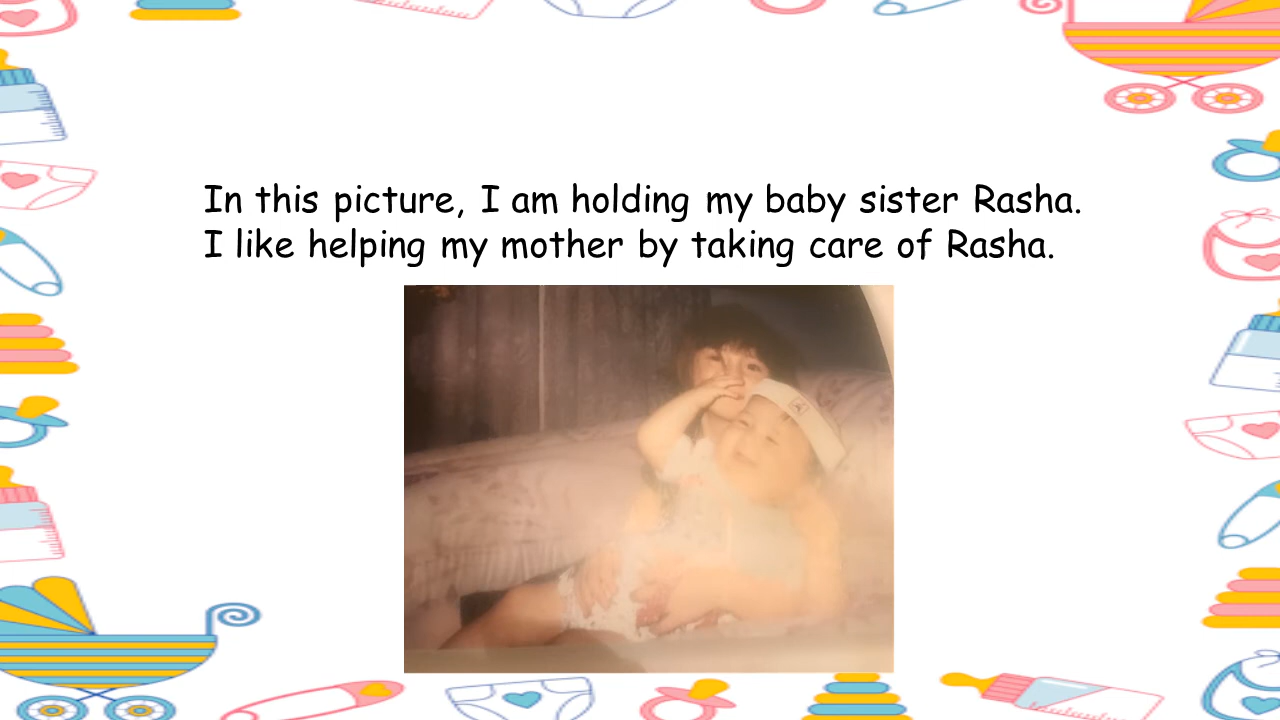 In this picture, I am holding my baby sister Rasha.
I like helping my mother by taking care of Rasha.